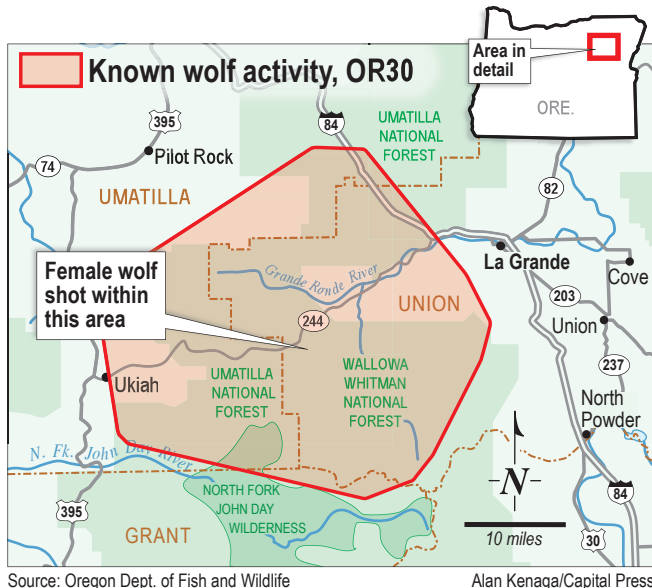 Known wolf activity, OR30
Area in
detail
ORE.
395
84
UMATILLA
NATIONAL
FOREST
74
Pilot Rock
82
UMATILLA
Female wolf
shot within
this area
Grande Ronde River
La Grande
Cove
UNION
203
244
Union
237
Ukiah
UMATILLA
NATIONAL
FOREST
WALLOWA
WHITMAN
NATIONAL
FOREST
North
Powder
N. Fk. John Day River
N
NORTH FORK
JOHN DAY
WILDERNESS
84
395
GRANT
10 miles
30
Source: Oregon Dept. of Fish and Wildlife
Alan Kenaga/Capital Press